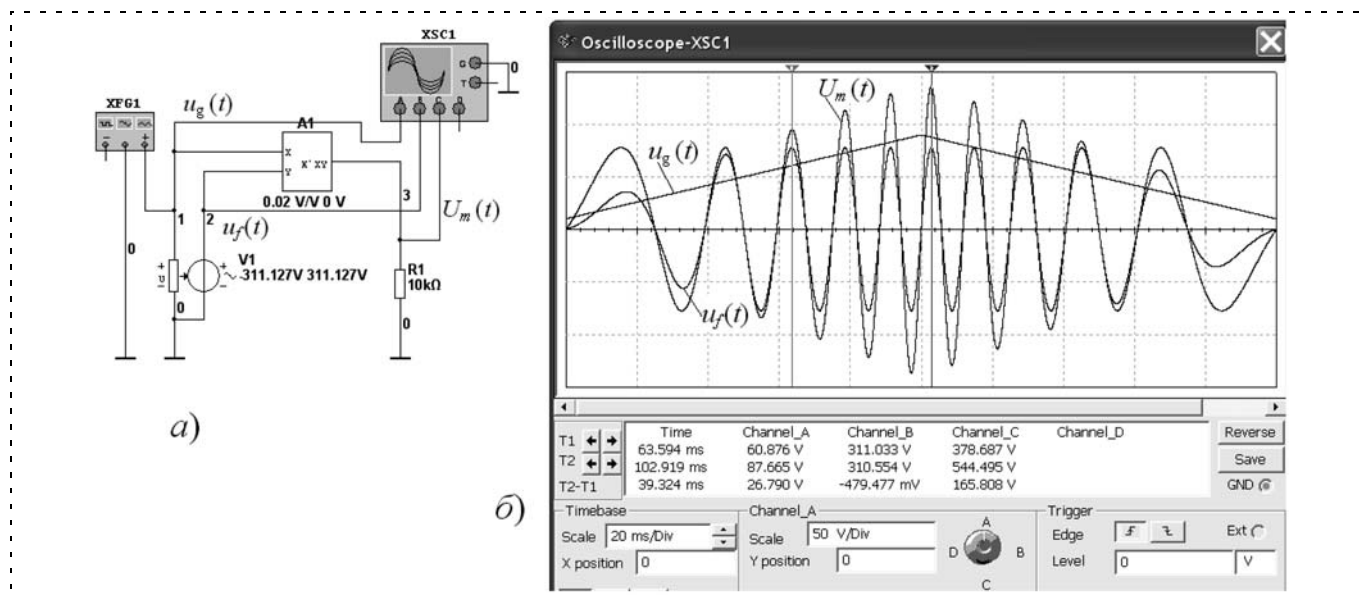 XSC1
G
T
0
A B C D
XFG1
u_g(t)
A1
X
Y
X*XY
0.02 V/V 0 V
3
1
2
u_f(t)
U_m(t)
0
V1
-311.127V 311.127V
R1
10kΩ
0
0
а)
Oscilloscope-XSC1
U_m(t)
u_g(t)
u_f(t)
Time Channel_A Channel_B Channel_C Channel_D
T1 63.594 ms 60.876 V 311.033 V 378.687 V
T2 102.919 ms 87.665 V 310.554 V 544.495 V
T2-T1 39.324 ms 26.790 V -479.477 mV 165.808 V
Reverse
Save
GND
б)
Timebase
Scale 20 ms/Div
X position 0
Channel_A
Scale 50 V/Div
Y position 0
A
D B
C
Trigger
Edge Ext
Level 0 V